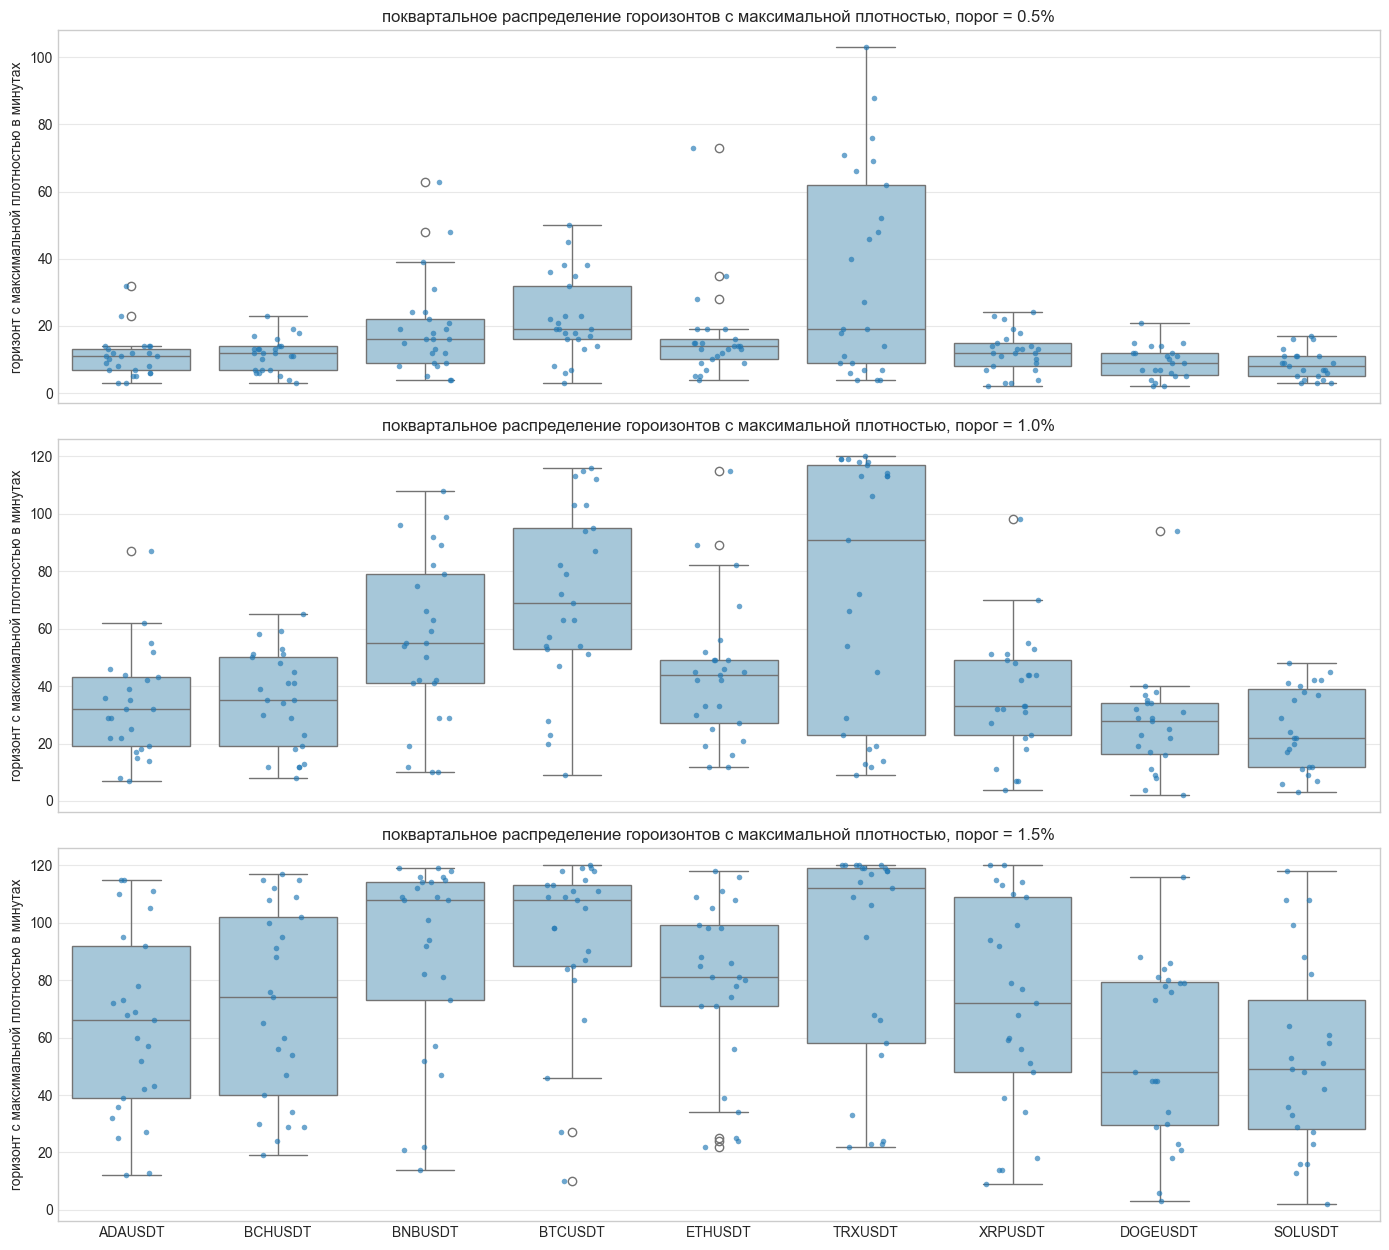 поквартальное распределение гороизонтов с максимальной плотностью, порог = 0.5%
горизонт с максимальной плотностью в минутах
100
80
60
40
20
0
поквартальное распределение гороизонтов с максимальной плотностью, порог = 1.0%
горизонт с максимальной плотностью в минутах
120
100
80
60
40
20
0
поквартальное распределение гороизонтов с максимальной плотностью, порог = 1.5%
горизонт с максимальной плотностью в минутах
120
100
80
60
40
20
0
ADAUSDT BCHUSDT BNBUSDT BTCUSDT ETHUSDT TRXUSDT XRPUSDT DOGEUSDT SOLUSDT